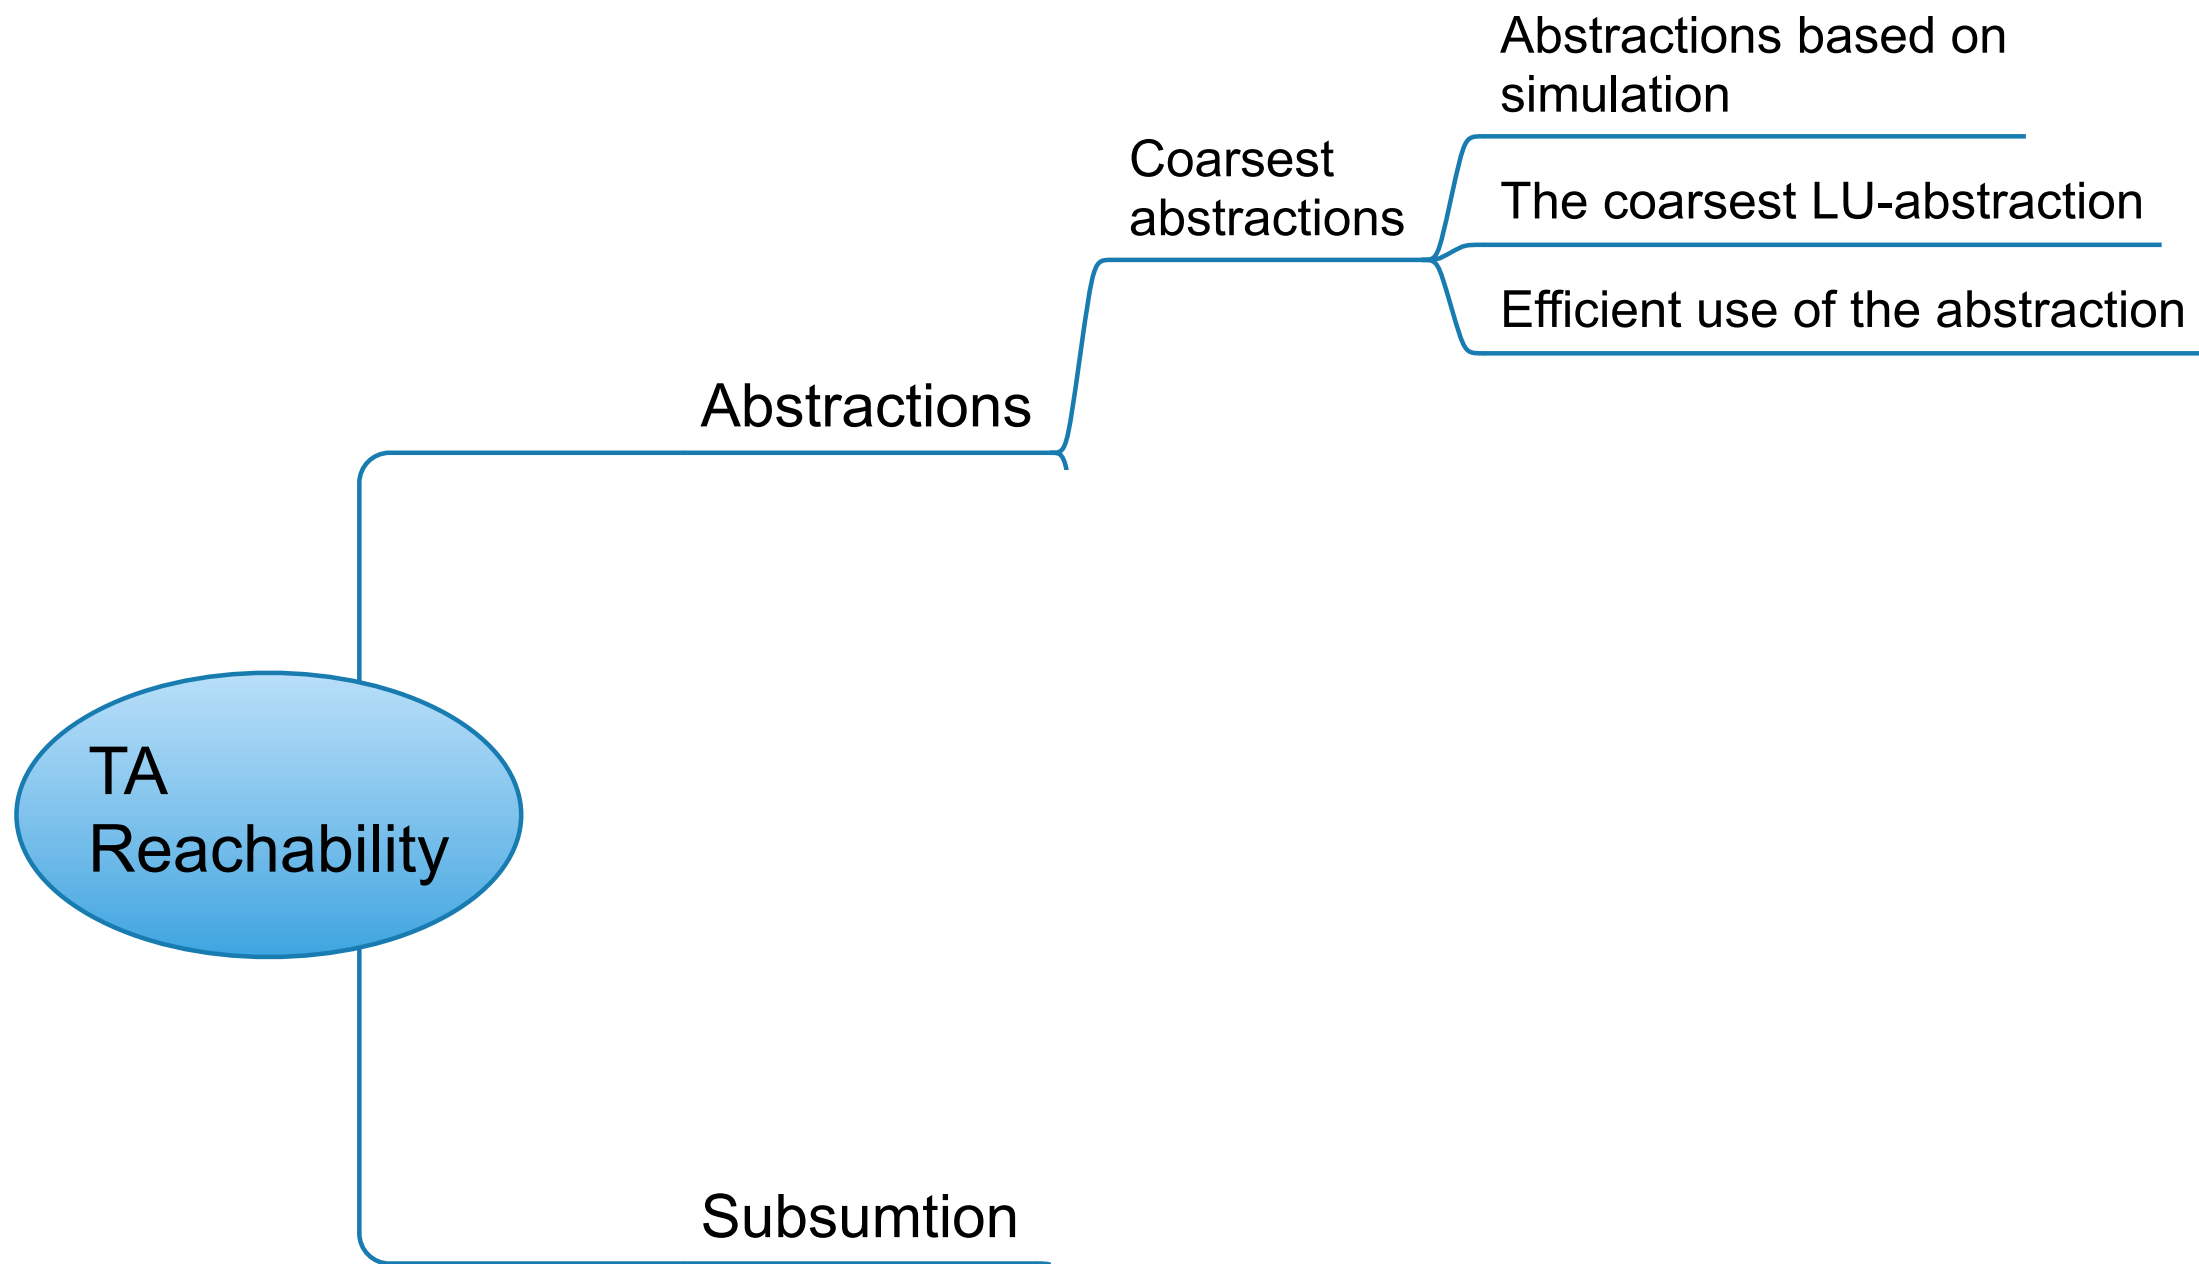 Abstractions based on
simulation
Coarsest
abstractions
The coarsest LU-abstraction
Efficient use of the abstraction
Abstractions
TA
Reachability
Subsumtion